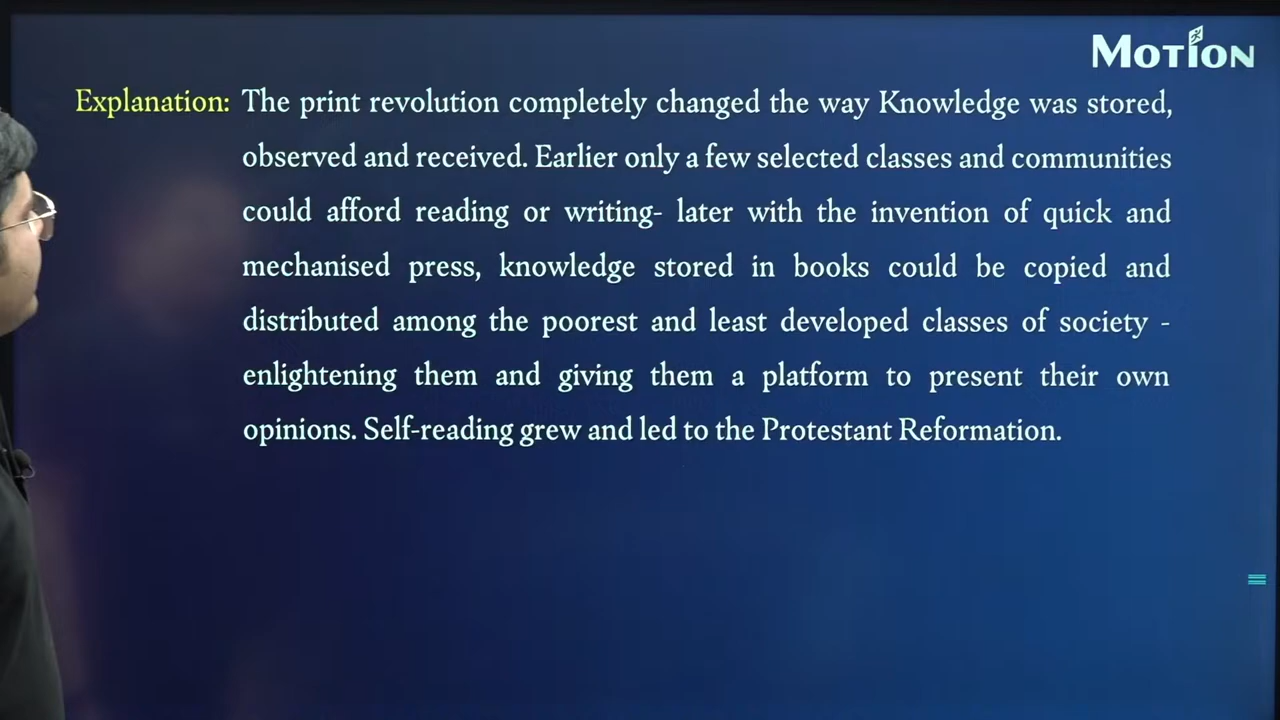 MOTION
Explanation: The print revolution completely changed the way Knowledge was stored,
observed and received. Earlier only a few selected classes and communities
could afford reading or writing- later with the invention of quick and
mechanised press, knowledge stored in books could be copied and
distributed among the poorest and least developed classes of society -
enlightening them and giving them a platform to present their own
opinions. Self-reading grew and led to the Protestant Reformation.